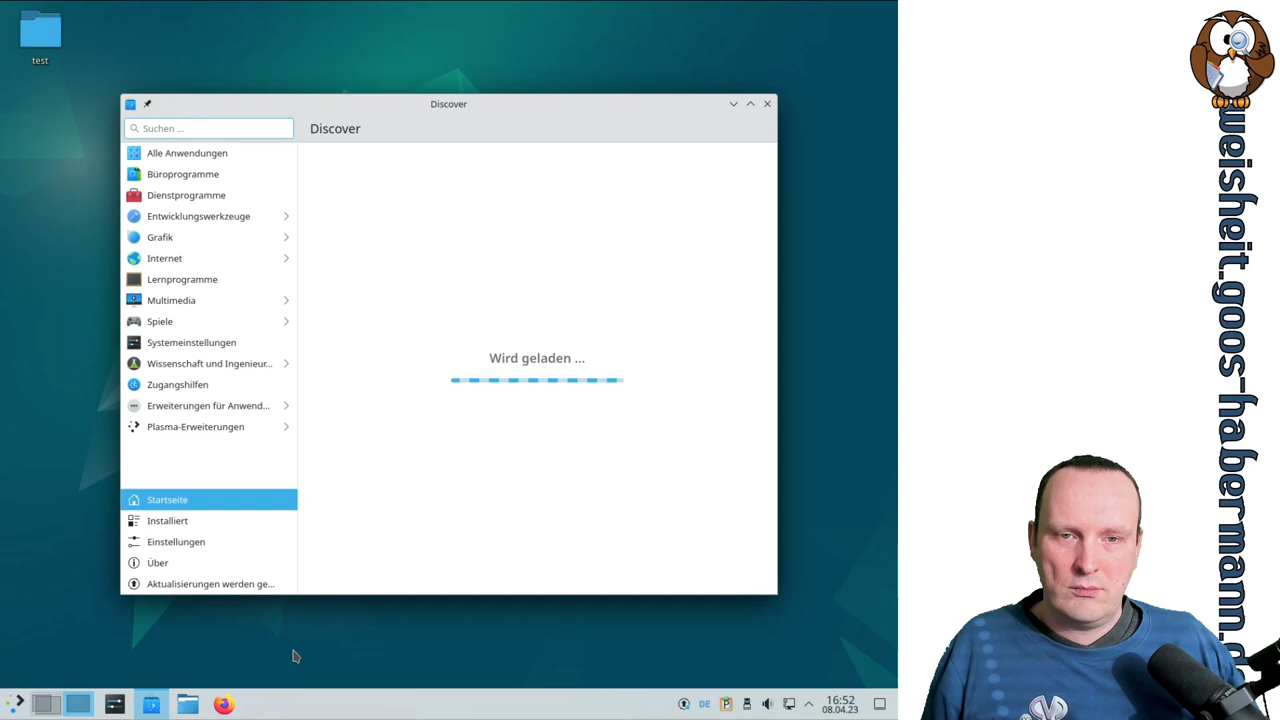 test
Discover
Suchen ...
Discover
Alle Anwendungen
Büroprogramme
Dienstprogramme
Entwicklungswerkzeuge
Grafik
Internet
Lernprogramme
Multimedia
Spiele
Systemeinstellungen
Wissenschaft und Ingenieur...
Zugangshilfen
Erweiterungen für Anwend...
Plasma-Erweiterungen
Wird geladen ...
Startseite
Installiert
Einstellungen
Über
Aktualisierungen werden ge...
DE
16:52
08.04.23
weisheit.goos-habermann.de